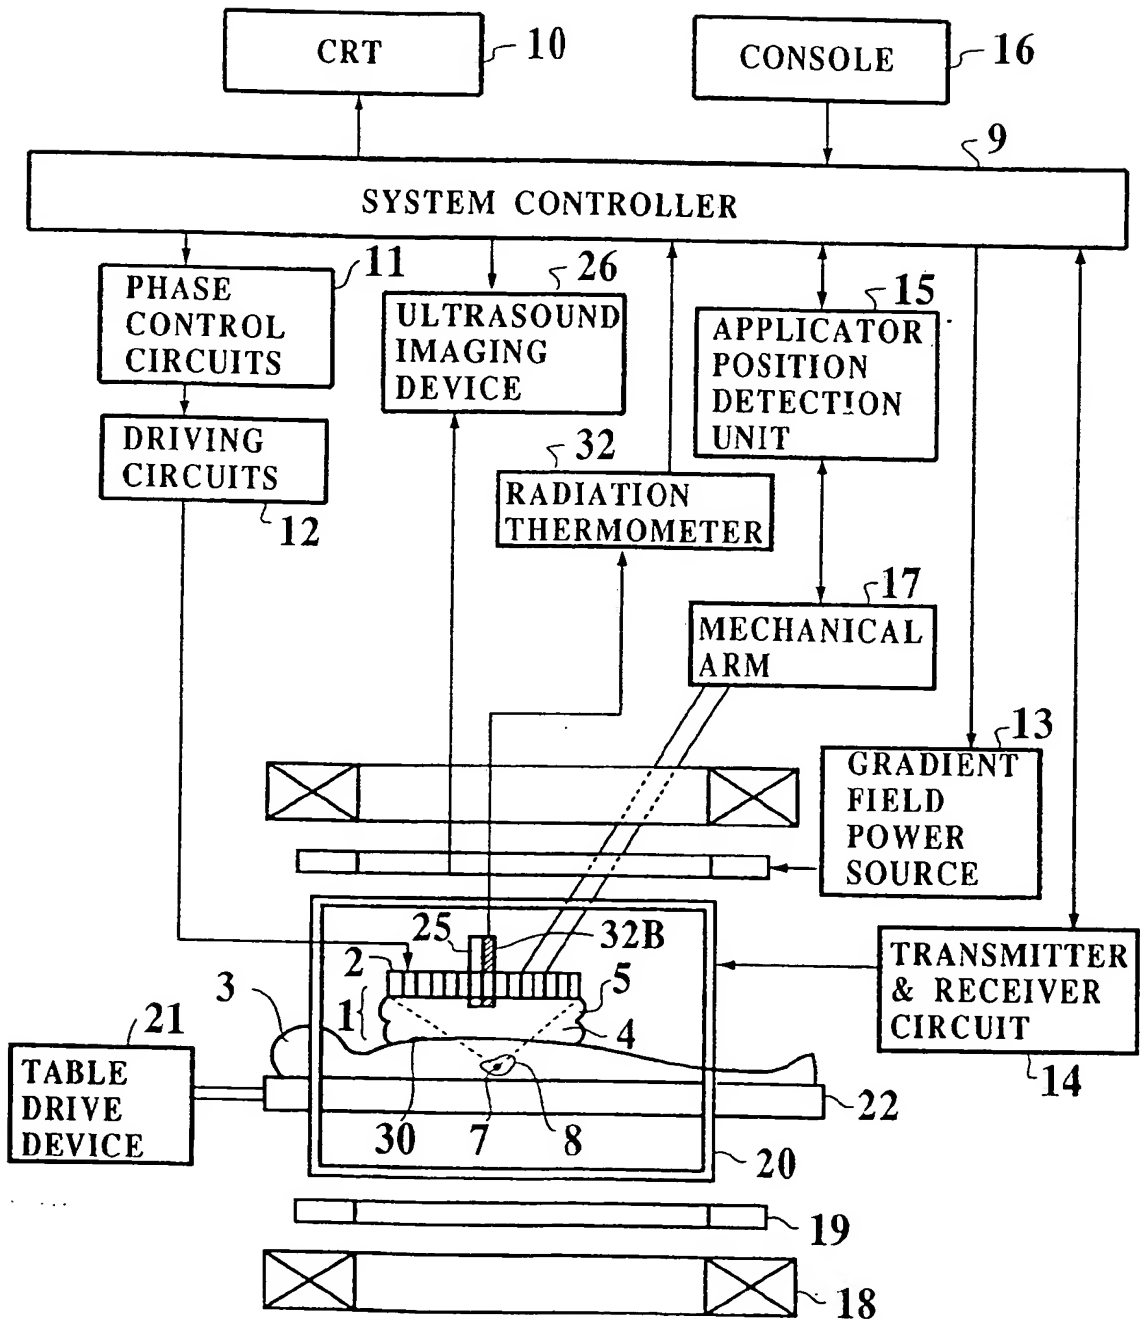 CRT
10
CONSOLE
16
9
SYSTEM CONTROLLER
11
PHASE
CONTROL
CIRCUITS
26
ULTRASOUND
IMAGING
DEVICE
15
APPLICATOR
POSITION
DETECTION
UNIT
DRIVING
CIRCUITS
12
32
RADIATION
THERMOMETER
17
MECHANICAL
ARM
13
GRADIENT
FIELD
POWER
SOURCE
25
32B
2
5
3
1
4
TRANSMITTER
& RECEIVER
CIRCUIT
14
21
TABLE
DRIVE
DEVICE
22
30
7
8
20
19
18